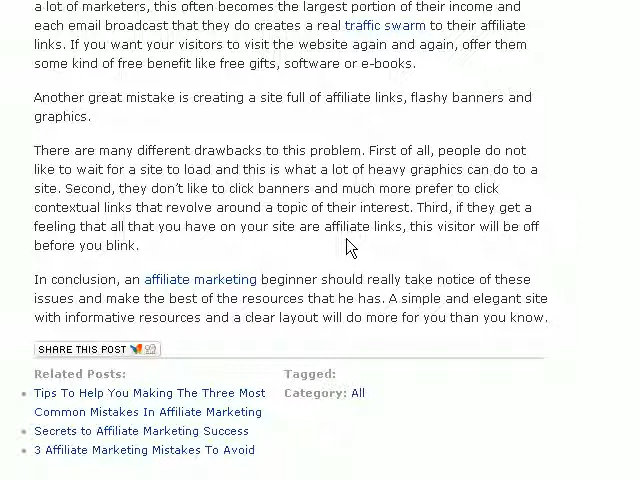 a lot of marketers, this often becomes the largest portion of their income and
each email broadcast that they do creates a real traffic swarm to their affiliate
links. If you want your visitors to visit the website again and again, offer them
some kind of free benefit like free gifts, software or e-books.
Another great mistake is creating a site full of affiliate links, flashy banners and
graphics.
There are many different drawbacks to this problem. First of all, people do not
like to wait for a site to load and this is what a lot of heavy graphics can do to a
site. Second, they don't like to click banners and much more prefer to click
contextual links that revolve around a topic of their interest. Third, if they get a
feeling that all that you have on your site are affiliate links, this visitor will be off
before you blink.
In conclusion, an affiliate marketing beginner should really take notice of these
issues and make the best of the resources that he has. A simple and elegant site
with informative resources and a clear layout will do more for you than you know.
SHARE THIS POST
Related Posts:
Tips To Help You Making The Three Most
Common Mistakes In Affiliate Marketing
Secrets to Affiliate Marketing Success
3 Affiliate Marketing Mistakes To Avoid
Tagged:
Category: All